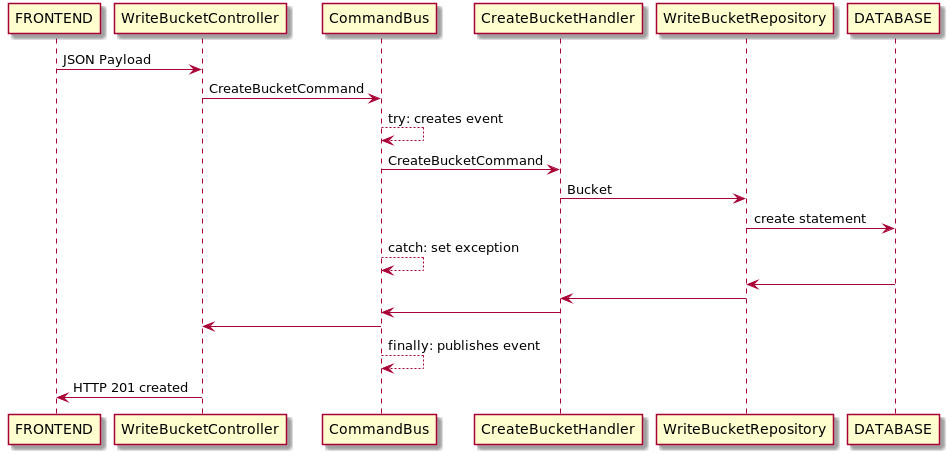 FRONTEND WriteBucketController CommandBus CreateBucketHandler WriteBucketRepository DATABASE
JSON Payload
CreateBucketCommand
try: creates event
CreateBucketCommand
Bucket
create statement
catch: set exception
finally: publishes event
HTTP 201 created
FRONTEND WriteBucketController CommandBus CreateBucketHandler WriteBucketRepository DATABASE